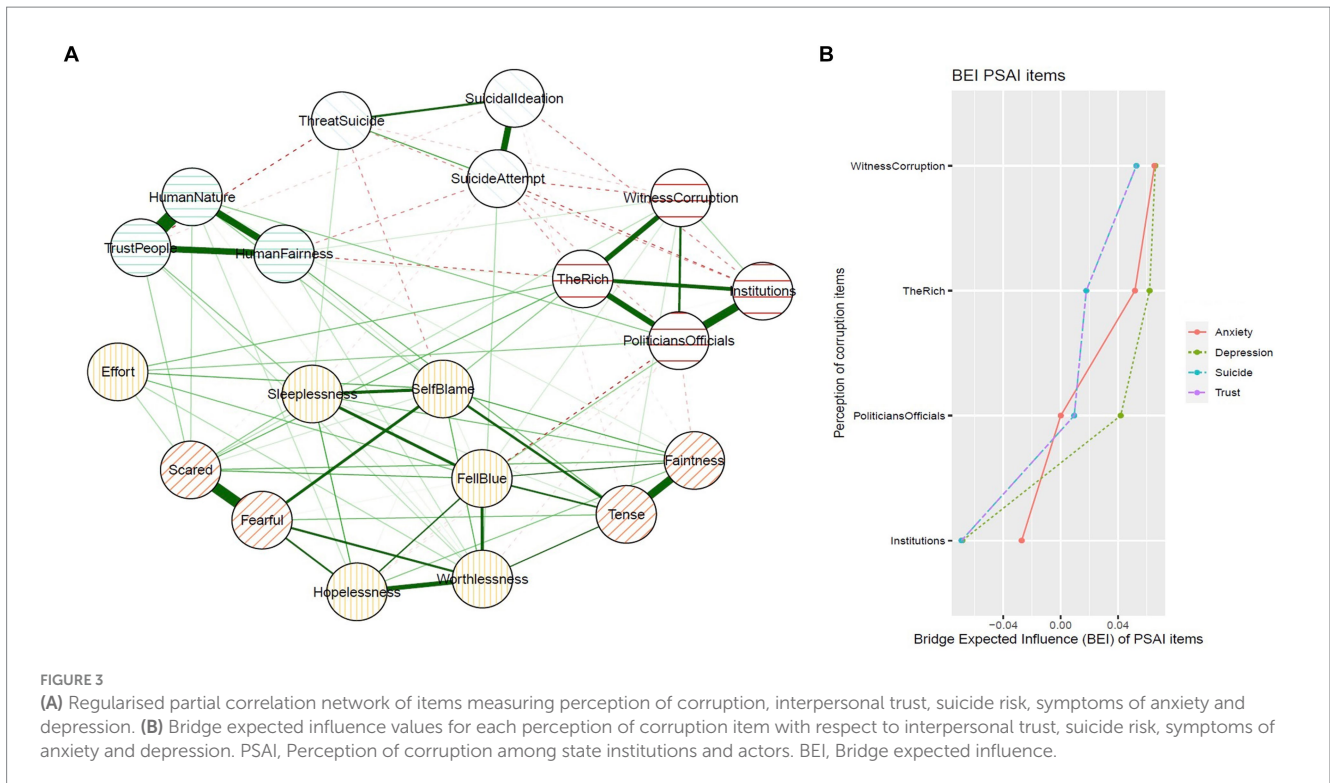 A
SuicidalIdeation
ThreatSuicide
SuicideAttempt
HumanNature
WitnessCorruption
TrustPeople
HumanFairness
TheRich
Institutions
PoliticiansOfficials
Effort
Sleeplessness
SelfBlame
Scared
Faintness
FellBlue
Fearful
Tense
Hopelessness
Worthlessness
B
BEI PSAI items
WitnessCorruption
TheRich
PoliticiansOfficials
Institutions
Perception of corruption items
−0.04 0.00 0.04
Bridge Expected Influence (BEI) of PSAI items
Anxiety
Depression
Suicide
Trust
FIGURE 3
(A) Regularised partial correlation network of items measuring perception of corruption, interpersonal trust, suicide risk, symptoms of anxiety and
depression. (B) Bridge expected influence values for each perception of corruption item with respect to interpersonal trust, suicide risk, symptoms of
anxiety and depression. PSAI, Perception of corruption among state institutions and actors. BEI, Bridge expected influence.